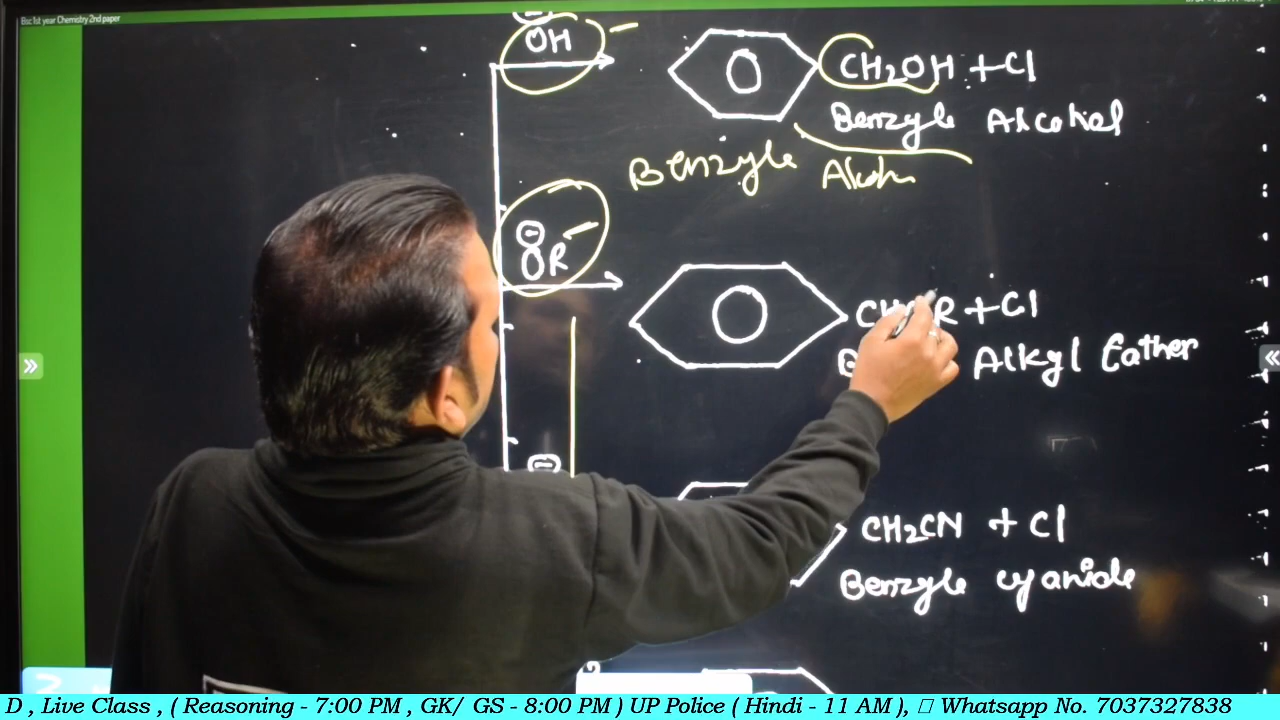 Bsc 1st year Chemistry 2nd paper
⊖
OH
CH2OH + Cl
Benzyle Alcohal
Benzyle Alcoh
⊖
OR
R + Cl
Alkyl Eather
⊖
CH2CN + Cl
Benzyle cyanide
D , Live Class , ( Reasoning - 7:00 PM , GK/ GS - 8:00 PM ) UP Police ( Hindi - 11 AM ), Whatsapp No. 7037327838